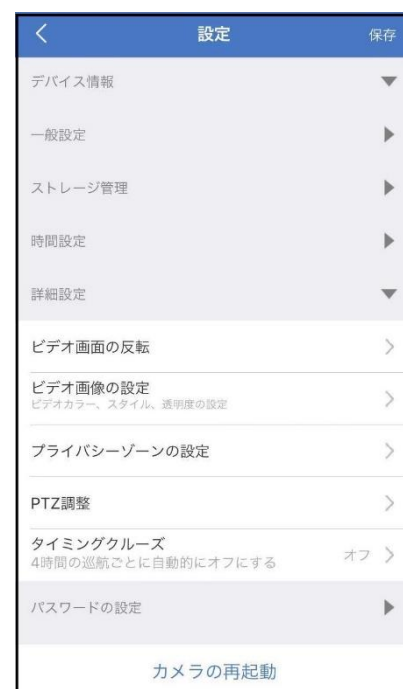 設定 保存
デバイス情報
一般設定
ストレージ管理
時間設定
詳細設定
ビデオ画面の反転
ビデオ画像の設定
ビデオカラー、スタイル、透明度の設定
プライバシーゾーンの設定
PTZ調整
タイミングクルーズ
4時間の巡航ごとに自動的にオフにする オフ
パスワードの設定
カメラの再起動